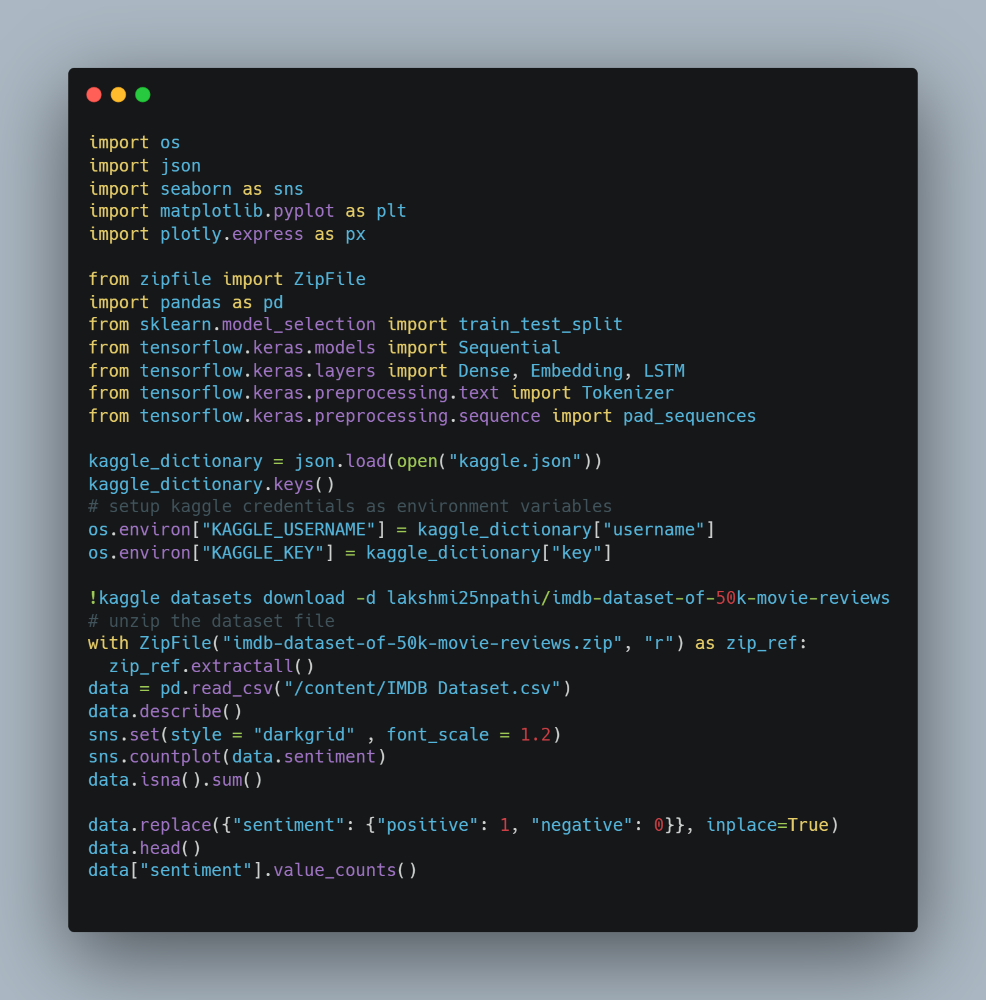 import os
import json
import seaborn as sns
import matplotlib.pyplot as plt
import plotly.express as px

from zipfile import ZipFile
import pandas as pd
from sklearn.model_selection import train_test_split
from tensorflow.keras.models import Sequential
from tensorflow.keras.layers import Dense, Embedding, LSTM
from tensorflow.keras.preprocessing.text import Tokenizer
from tensorflow.keras.preprocessing.sequence import pad_sequences

kaggle_dictionary = json.load(open("kaggle.json"))
kaggle_dictionary.keys()
# setup kaggle credentials as environment variables
os.environ["KAGGLE_USERNAME"] = kaggle_dictionary["username"]
os.environ["KAGGLE_KEY"] = kaggle_dictionary["key"]

!kaggle datasets download -d lakshmi25npathi/imdb-dataset-of-50k-movie-reviews
# unzip the dataset file
with ZipFile("imdb-dataset-of-50k-movie-reviews.zip", "r") as zip_ref:
  zip_ref.extractall()
data = pd.read_csv("/content/IMDB Dataset.csv")
data.describe()
sns.set(style = "darkgrid" , font_scale = 1.2)
sns.countplot(data.sentiment)
data.isna().sum()

data.replace({"sentiment": {"positive": 1, "negative": 0}}, inplace=True)
data.head()
data["sentiment"].value_counts()